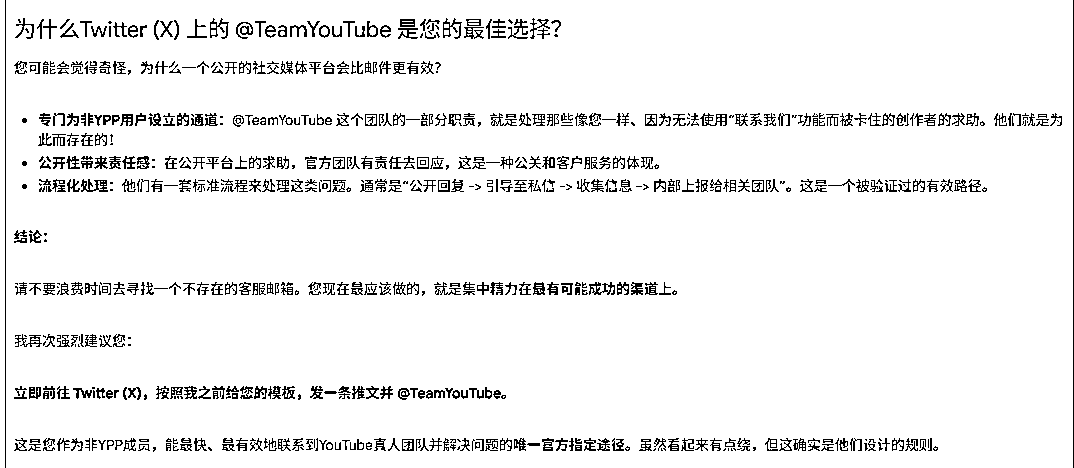 为什么Twitter (X) 上的 @TeamYouTube 是您的最佳选择？
您可能会觉得奇怪，为什么一个公开的社交媒体平台会比邮件更有效？
• 专门为非YPP用户设立的通道：@TeamYouTube 这个团队的一部分职责，就是处理那些像您一样、因为无法使用“联系我们”功能而被卡住的创作者的求助。他们就是为
此而存在的！
• 公开性带来责任感：在公开平台上的求助，官方团队有责任去回应，这是一种公关和客户服务的体现。
• 流程化处理：他们有一套标准流程来处理这类问题。通常是“公开回复 -> 引导至私信 -> 收集信息 -> 内部上报给相关团队”。这是一个被验证过的有效路径。
结论：
请不要浪费时间去寻找一个不存在的客服邮箱。您现在最应该做的，就是集中精力在最有可能成功的渠道上。
我再次强烈建议您：
立即前往 Twitter (X)，按照我之前给您的模板，发一条推文并 @TeamYouTube。
这是您作为非YPP成员，能最快、最有效地联系到YouTube真人团队并解决问题的唯一官方指定途径。虽然看起来有点绕，但这确实是他们设计的规则。